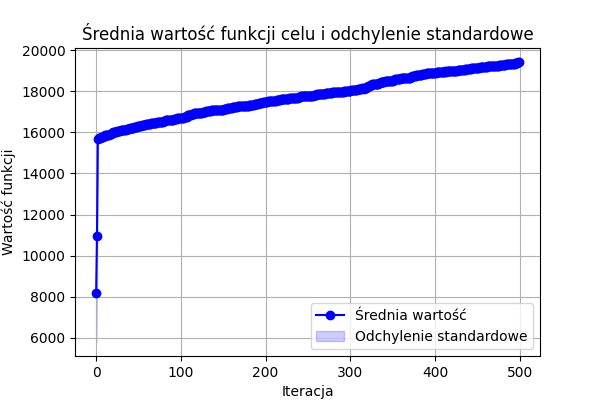 Średnia wartość funkcji celu i odchylenie standardowe
20000
18000
16000
14000
12000
10000
8000
6000
Wartość funkcji
Średnia wartość
Odchylenie standardowe
0 100 200 300 400 500
Iteracja